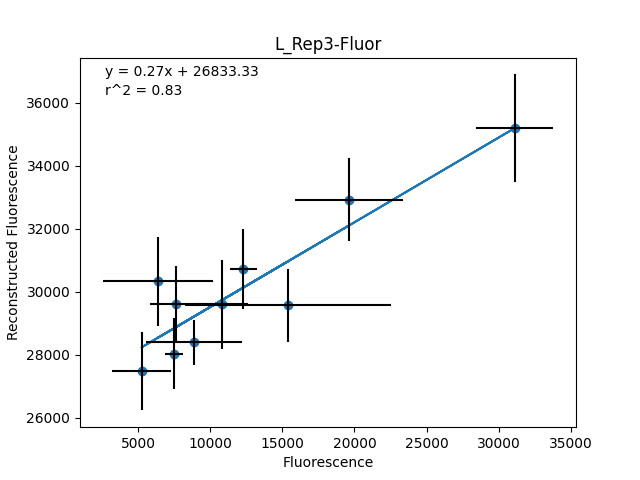 L_Rep3-Fluor
y = 0.27x + 26833.33
r^2 = 0.83
Reconstructed Fluorescence
36000
34000
32000
30000
28000
26000
5000 10000 15000 20000 25000 30000 35000
Fluorescence